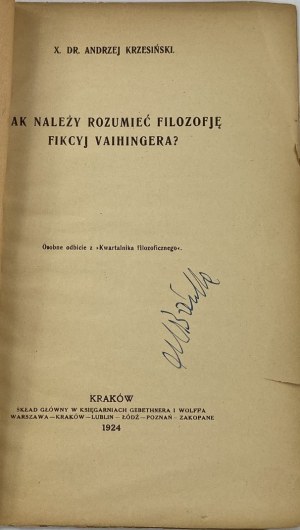 X. DR. ANDRZEJ KRZESIŃSKI.
AK NALEŻY ROZUMIEĆ FILOZOFJĘ
FIKCYJ VAIHINGERA?
Osobne odbicie z »Kwartalnika filozoficznego«.
KRAKÓW
SKŁAD GŁÓWNY W KSIĘGARNIACH GEBETHNERA I WOLFFA
WARSZAWA—KRAKÓW—LUBLIN — ŁÓDŹ—POZNAŃ — ZAKOPANE
1924